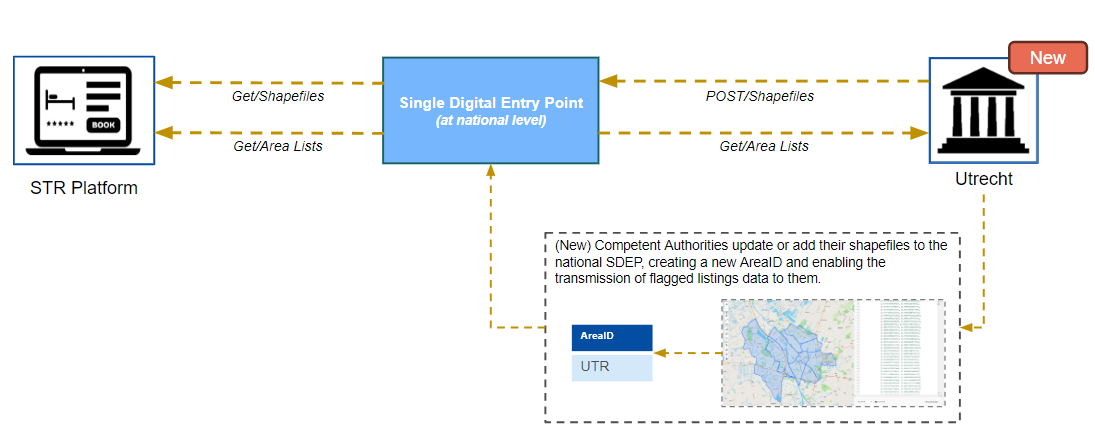 New
Get/Shapefiles
Single Digital Entry Point
(at national level)
POST/Shapefiles
BOOK
Get/Area Lists
Get/Area Lists
STR Platform
Utrecht
(New) Competent Authorities update or add their shapefiles to the
national SDEP, creating a new AreaID and enabling the
transmission of flagged listings data to them.
AreaID
UTR